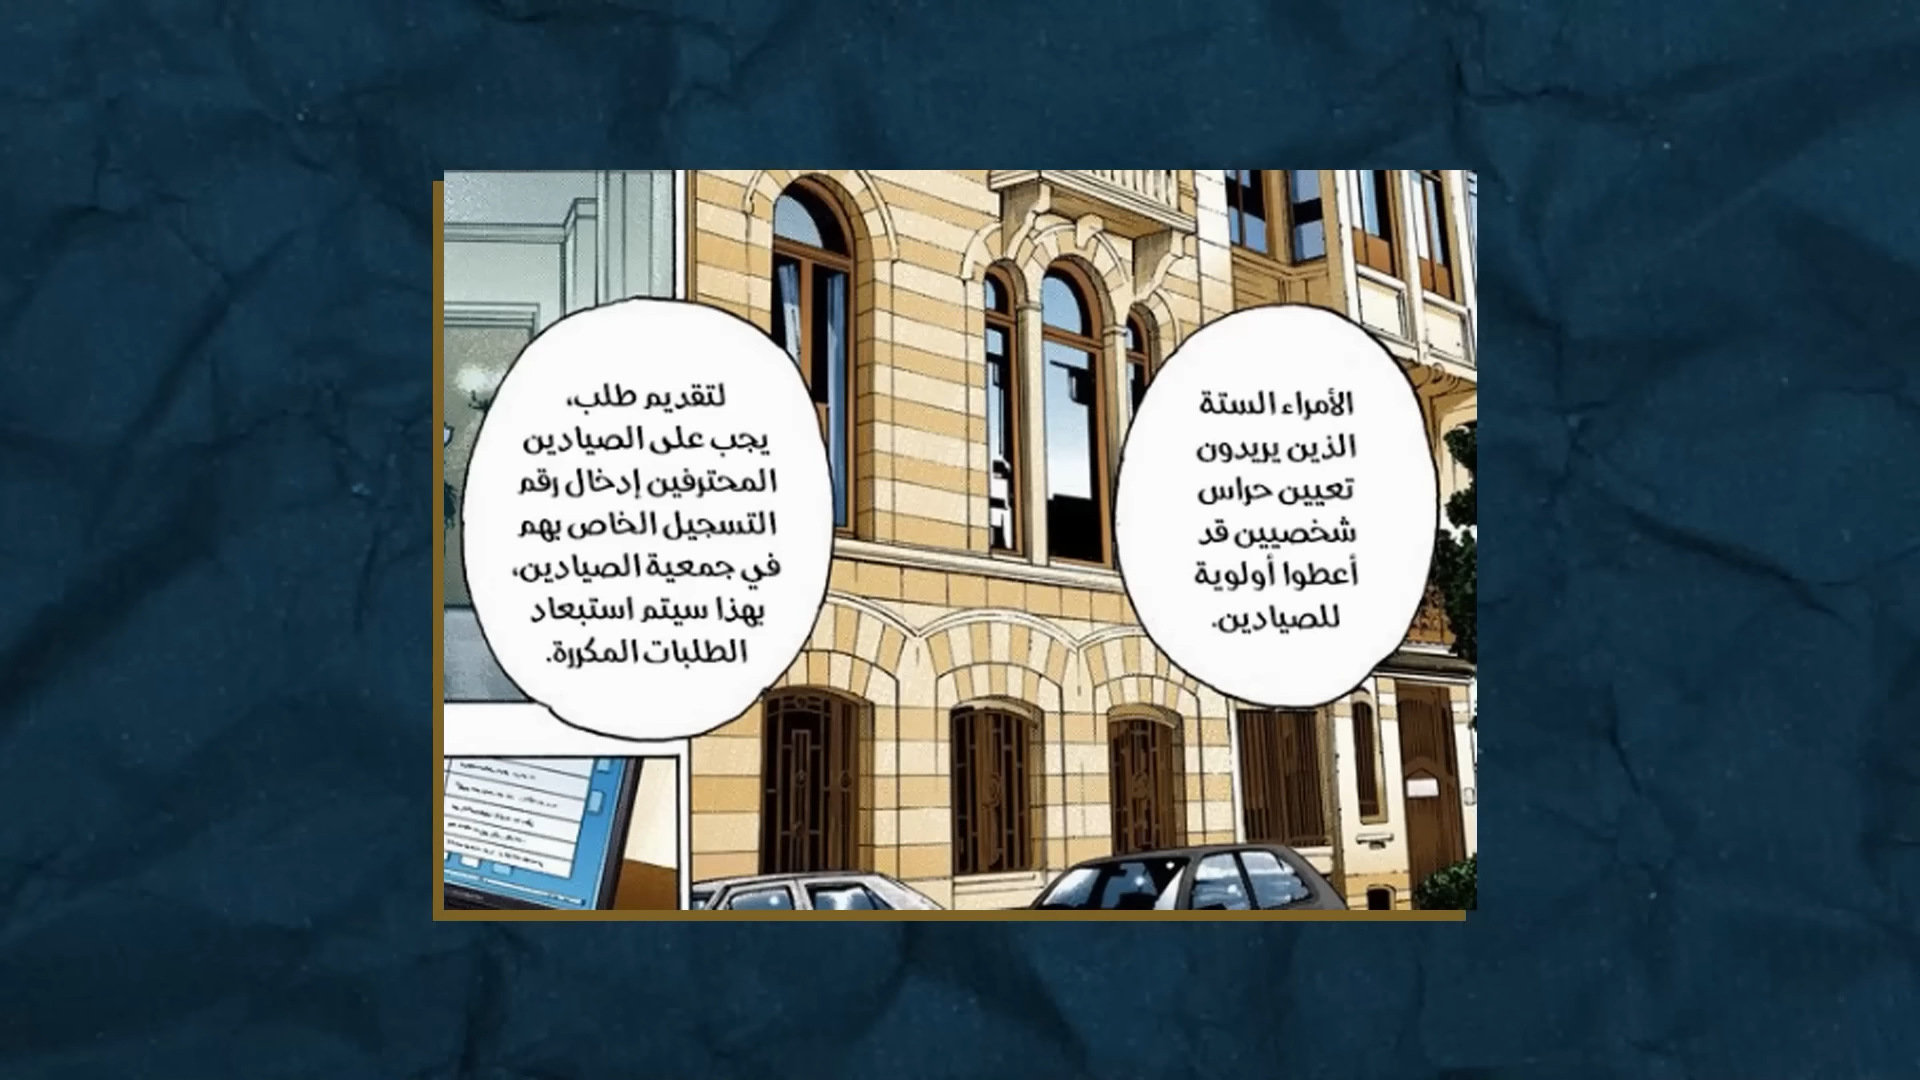 الأمراء الستة
الذين يريدون
تعيين حراس
شخصيين قد
أعطوا أولوية
للصيادين.
لتقديم طلب،
يجب على الصيادين
المحترفين إدخال رقم
التسجيل الخاص بهم
في جمعية الصيادين،
بهذا سيتم استبعاد
الطلبات المكررة.